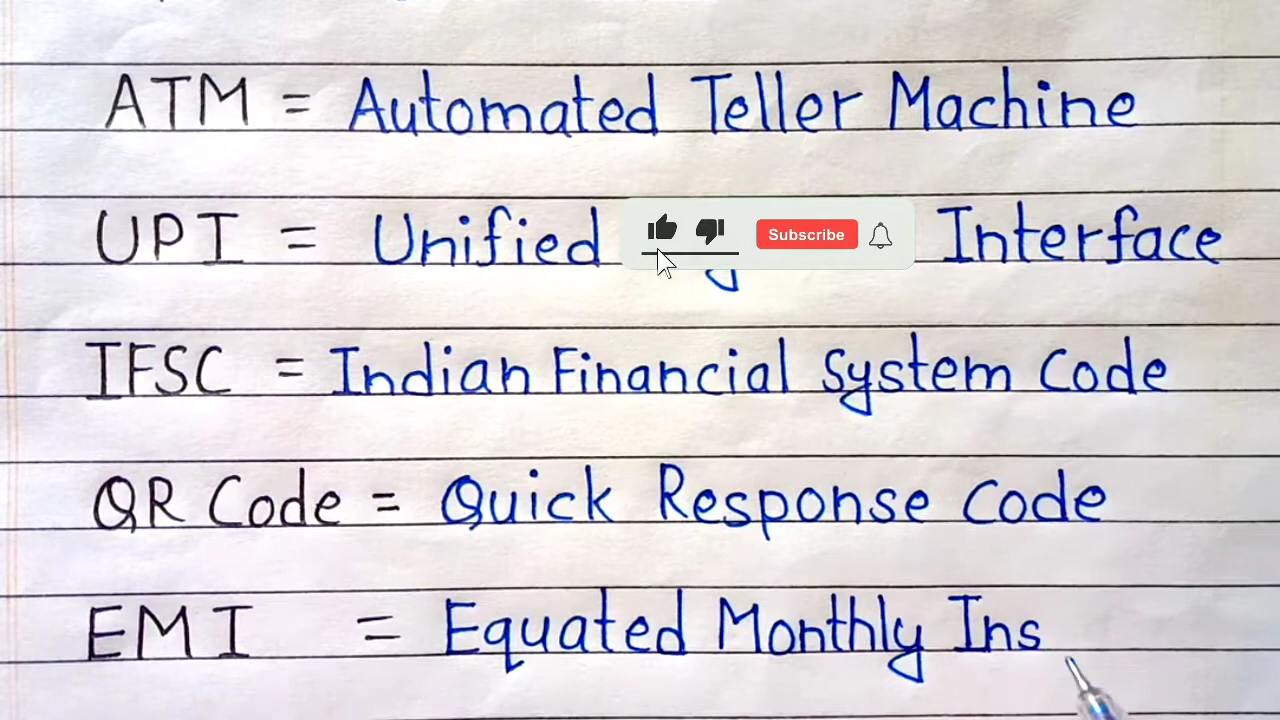 ATM = Automated Teller Machine
UPI = Unified Interface
Subscribe
IFSC = Indian Financial System Code
QR Code = Quick Response Code
EMI = Equated Monthly Ins